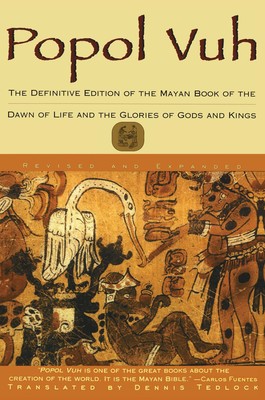 Popol Vuh
THE DEFINITIVE EDITION OF THE MAYAN BOOK OF THE
DAWN OF LIFE AND THE GLORIES OF GODS AND KINGS
REVISED AND EXPANDED
"POPOL VUH IS ONE OF THE GREAT BOOKS ABOUT THE
CREATION OF THE WORLD. IT IS THE MAYAN BIBLE." —CARLOS FUENTES
TRANSLATED BY DENNIS TEDLOCK